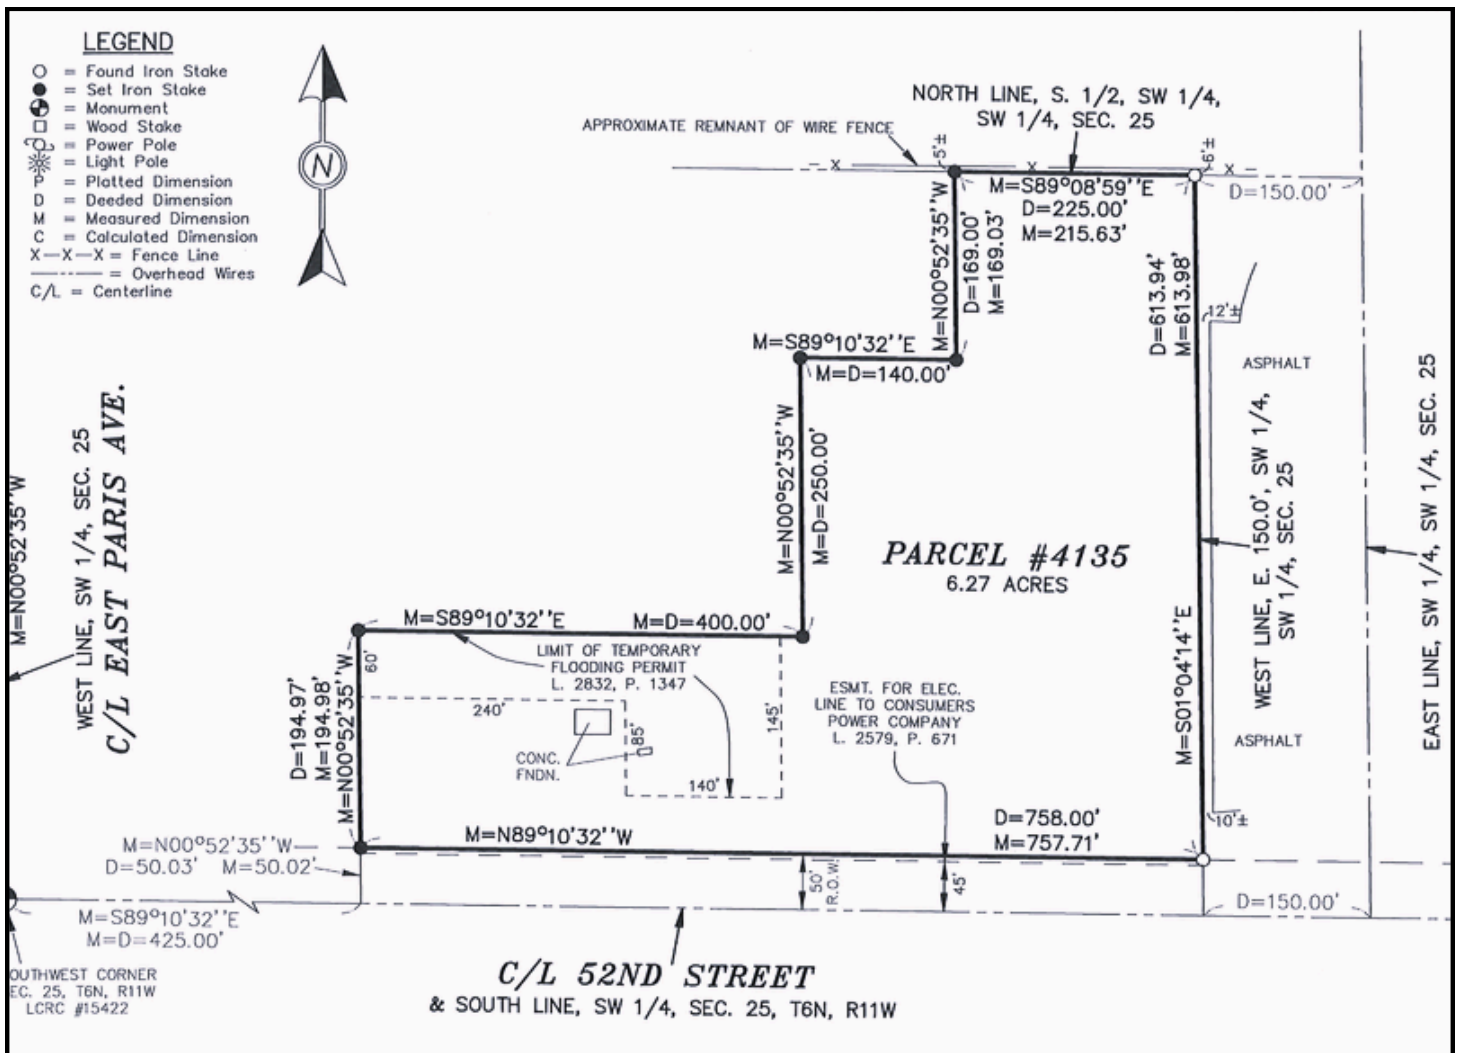 LEGEND
O = Found Iron Stake
● = Set Iron Stake
= Monument
□ = Wood Stake
= Power Pole
= Light Pole
P = Platted Dimension
D = Deeded Dimension
M = Measured Dimension
C = Calculated Dimension
X—X—X = Fence Line
= Overhead Wires
C/L = Centerline
N
NORTH LINE, S. 1/2, SW 1/4,
SW 1/4, SEC. 25
APPROXIMATE REMNANT OF WIRE FENCE
5'±
6'±
X
X
X
M=S89°08'59''E
D=225.00'
M=215.63'
D=150.00'
M=N00°52'35''W
D=169.00'
M=169.03'
D=613.94'
M=613.98'
12'±
ASPHALT
M=S89°10'32''E
M=D=140.00'
M=N00°52'35''W
M=D=250.00'
PARCEL #4135
6.27 ACRES
WEST LINE, E. 150.0', SW 1/4,
SW 1/4, SEC. 25
EAST LINE, SW 1/4, SW 1/4, SEC. 25
M=N00°52'35''W
WEST LINE, SW 1/4, SEC. 25
C/L EAST PARIS AVE.
M=S89°10'32''E
M=D=400.00'
LIMIT OF TEMPORARY
FLOODING PERMIT
L. 2832, P. 1347
60'
240'
85'
145'
140'
CONC.
FNDN.
ESMT. FOR ELEC.
LINE TO CONSUMERS
POWER COMPANY
L. 2579, P. 671
M=S01°04'14''E
ASPHALT
10'±
D=194.97'
M=194.98'
M=N00°52'35''W
M=N89°10'32''W
D=758.00'
M=757.71'
M=N00°52'35''W
D=50.03' M=50.02'
50'
R.O.W.
45'
D=150.00'
M=S89°10'32''E
M=D=425.00'
OUTHWEST CORNER
EC. 25, T6N, R11W
LCRC #15422
C/L 52ND STREET
& SOUTH LINE, SW 1/4, SEC. 25, T6N, R11W